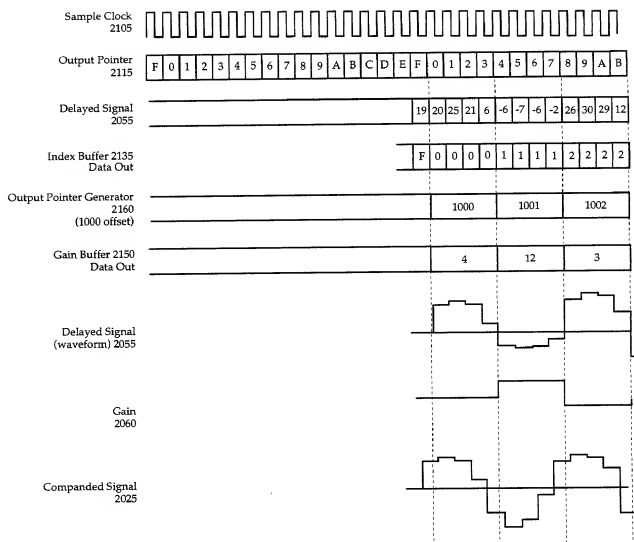 Sample Clock
2105
Output Pointer
2115
F 0 1 2 3 4 5 6 7 8 9 A B C D E F 0 1 2 3 4 5 6 7 8 9 A B
Delayed Signal
2055
19 20 25 21 6 -6 -7 -6 -2 26 30 29 12
Index Buffer 2135
Data Out
F 0 0 0 0 1 1 1 1 2 2 2 2
Output Pointer Generator
2160
(1000 offset)
1000 1001 1002
Gain Buffer 2150
Data Out
4 12 3
Delayed Signal
(waveform) 2055
Gain
2060
Companded Signal
2025